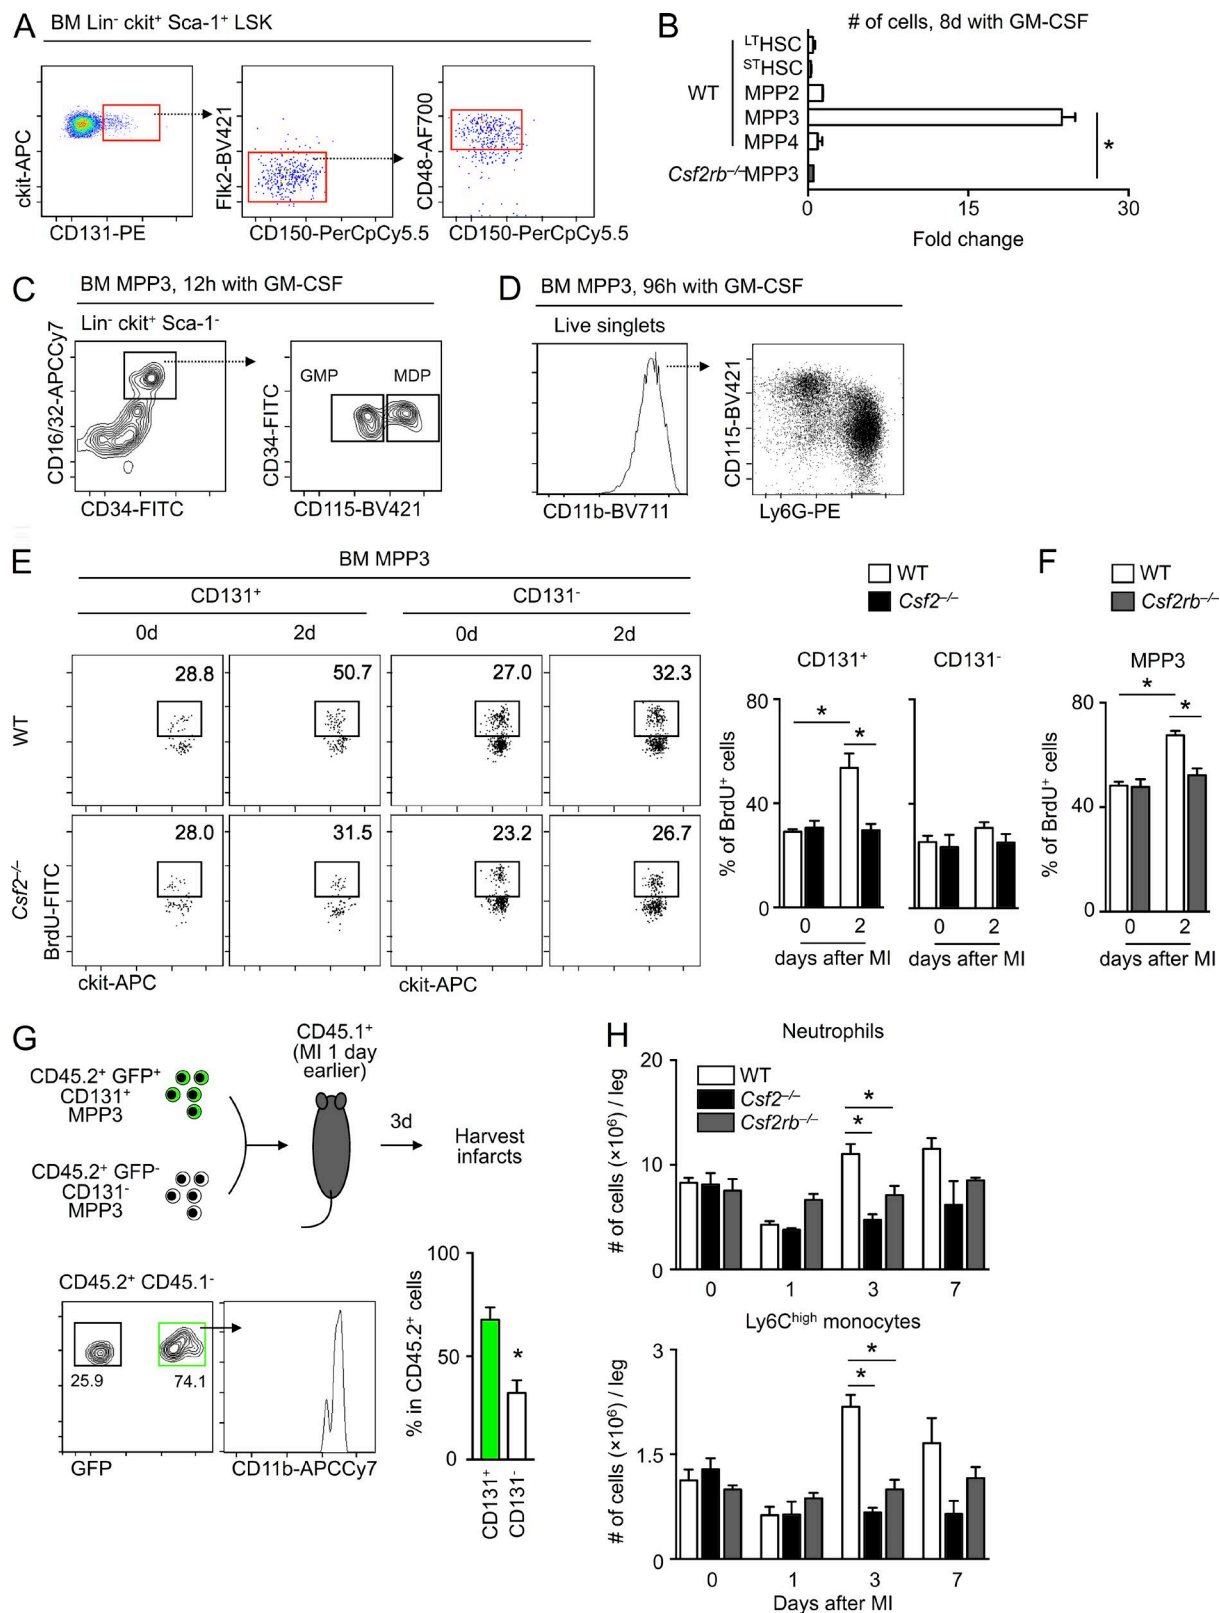 A
BM Lin⁻ ckit⁺ Sca-1⁺ LSK
ckit-APC
CD131-PE
Flk2-BV421
CD150-PerCpCy5.5
CD48-AF700
CD150-PerCpCy5.5
B
# of cells, 8d with GM-CSF
WT
LTHSC
STHSC
MPP2
MPP3
MPP4
Csf2rb⁻/⁻MPP3
*
0 15 30
Fold change
C
BM MPP3, 12h with GM-CSF
Lin⁻ ckit⁺ Sca-1⁻
CD16/32-APCCy7
CD34-FITC
GMP MDP
CD34-FITC
CD115-BV421
D
BM MPP3, 96h with GM-CSF
Live singlets
CD11b-BV711
CD115-BV421
Ly6G-PE
E
BM MPP3
CD131⁺ CD131⁻
0d 2d 0d 2d
WT
28.8 50.7 27.0 32.3
Csf2⁻/⁻
28.0 31.5 23.2 26.7
BrdU-FITC
ckit-APC ckit-APC
WT
Csf2⁻/⁻
CD131⁺ CD131⁻
% of BrdU⁺ cells
80
40
0
*
*
0 2 0 2
days after MI days after MI
F
WT
Csf2rb⁻/⁻
MPP3
% of BrdU⁺ cells
80
40
0
*
*
0 2
days after MI
G
CD45.2⁺ GFP⁺
CD131⁺
MPP3
CD45.2⁺ GFP⁻
CD131⁻
MPP3
CD45.1⁺
(MI 1 day
earlier)
3d
Harvest
infarcts
CD45.2⁺ CD45.1⁻
25.9 74.1
GFP
CD11b-APCCy7
% in CD45.2⁺ cells
100
50
0
*
CD131⁺
CD131⁻
H
Neutrophils
WT
Csf2⁻/⁻
Csf2rb⁻/⁻
# of cells (×10⁶) / leg
20
10
0
*
*
0 1 3 7
Ly6Chigh monocytes
# of cells (×10⁶) / leg
3
1.5
0
*
*
0 1 3 7
Days after MI